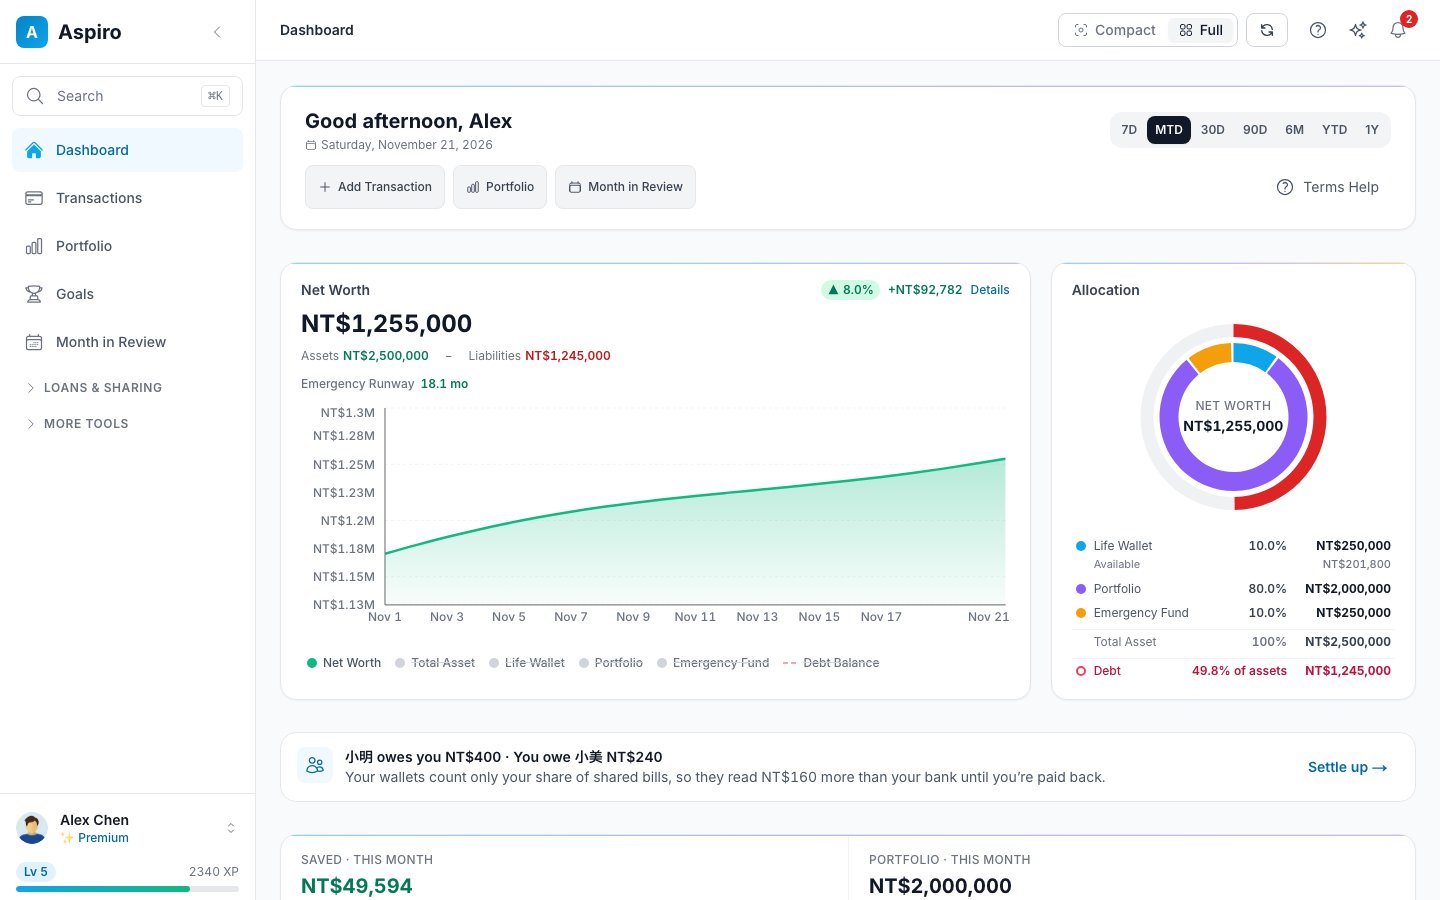 A Aspiro
Search ⌘K
Dashboard
Transactions
Portfolio
Goals
Month in Review
LOANS & SHARING
MORE TOOLS
Alex Chen
✨ Premium
Lv 5 2340 XP
Dashboard
Compact Full 2
Good afternoon, Alex
Saturday, November 21, 2026
7D MTD 30D 90D 6M YTD 1Y
+ Add Transaction Portfolio Month in Review
Terms Help
Net Worth ▲ 8.0% +NT$92,782 Details
NT$1,255,000
Assets NT$2,500,000 – Liabilities NT$1,245,000
Emergency Runway 18.1 mo
NT$1.3M
NT$1.28M
NT$1.25M
NT$1.23M
NT$1.2M
NT$1.18M
NT$1.15M
NT$1.13M
Nov 1 Nov 3 Nov 5 Nov 7 Nov 9 Nov 11 Nov 13 Nov 15 Nov 17 Nov 21
Net Worth Total Asset Life Wallet Portfolio Emergency Fund Debt Balance
Allocation
NET WORTH
NT$1,255,000
Life Wallet 10.0% NT$250,000
Available NT$201,800
Portfolio 80.0% NT$2,000,000
Emergency Fund 10.0% NT$250,000
Total Asset 100% NT$2,500,000
Debt 49.8% of assets NT$1,245,000
小明 owes you NT$400 · You owe 小美 NT$240
Your wallets count only your share of shared bills, so they read NT$160 more than your bank until you’re paid back.
Settle up →
SAVED · THIS MONTH
NT$49,594
PORTFOLIO · THIS MONTH
NT$2,000,000